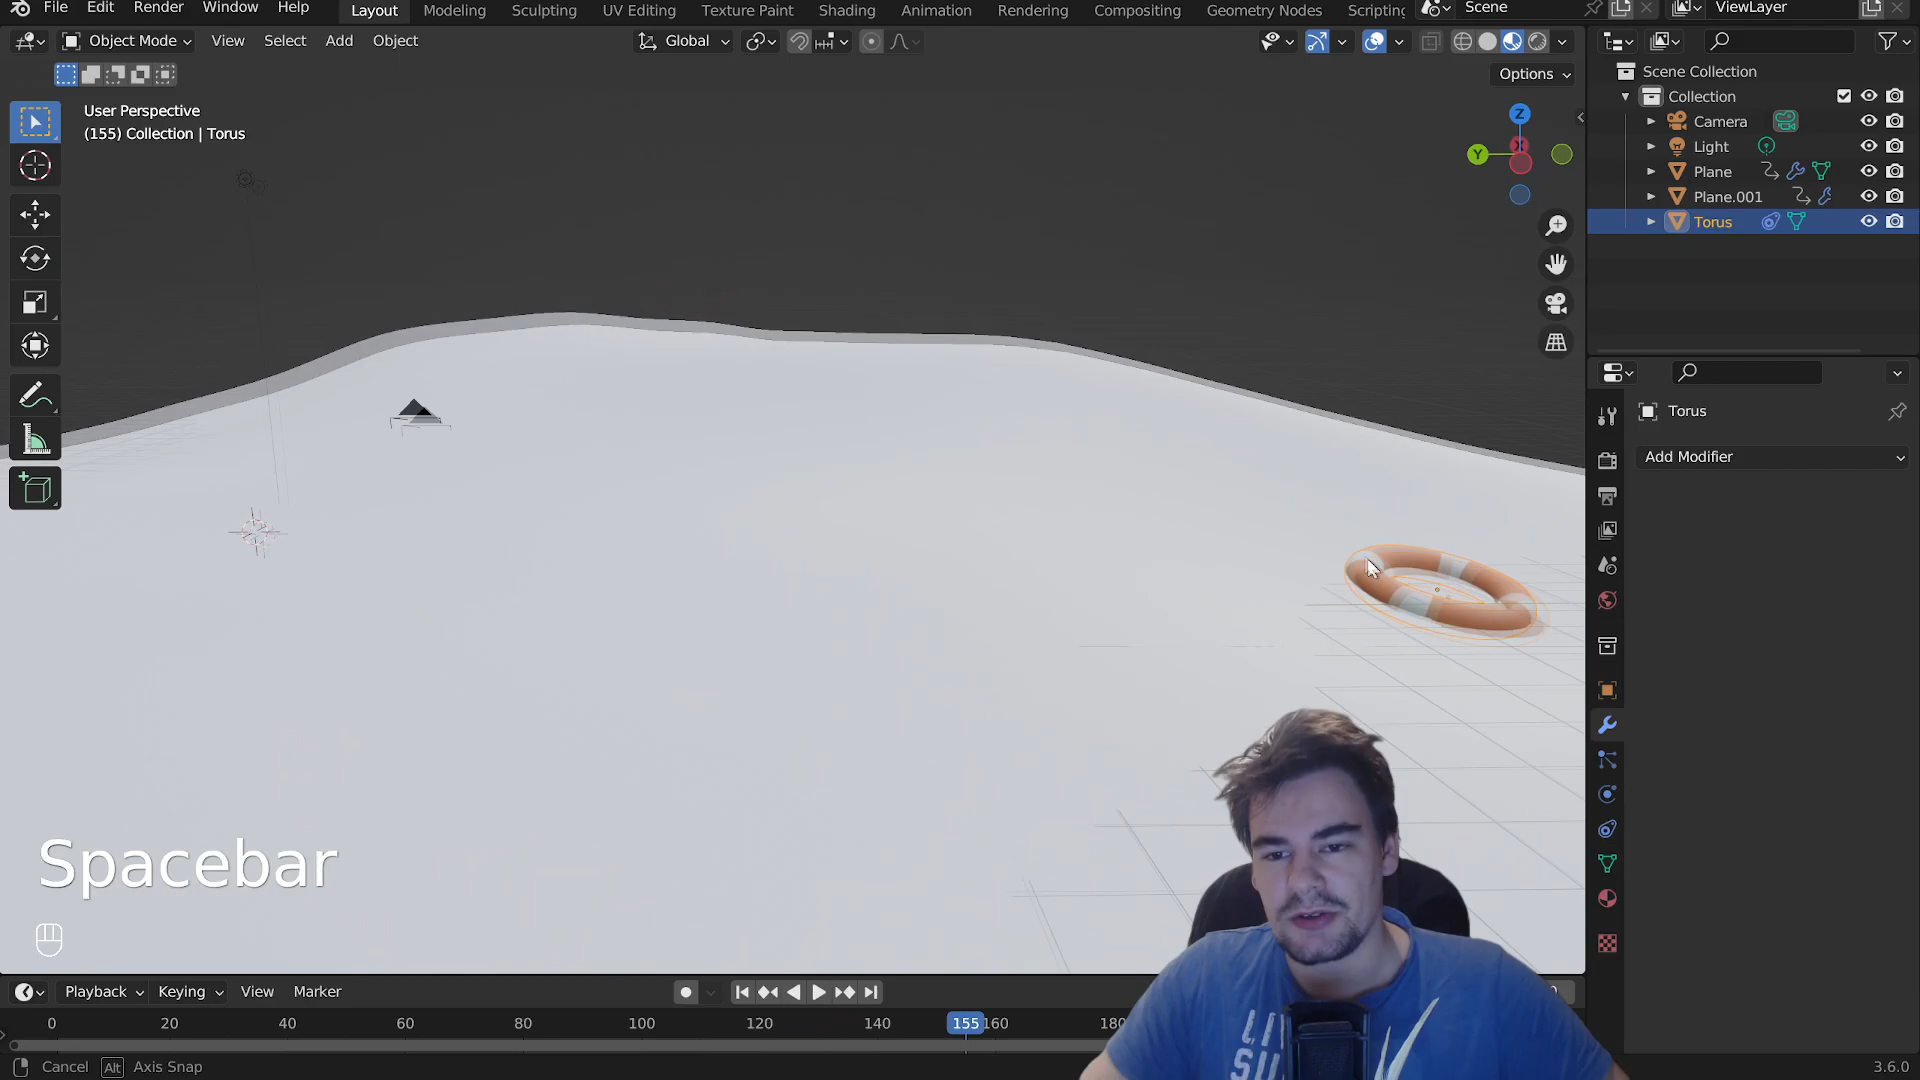 File Edit Render Window Help Layout Modeling Sculpting UV Editing Texture Paint Shading Animation Rendering Compositing Geometry Nodes Scripting Scene ViewLayer
Object Mode View Select Add Object Global
Options
User Perspective
(155) Collection | Torus
Z
Y
X
Scene Collection
Collection
Camera
Light
Plane
Plane.001
Torus
Torus
Add Modifier
Spacebar
Playback Keying View Marker
0 20 40 60 80 100 120 140 155 160 180
Cancel Alt Axis Snap 3.6.0